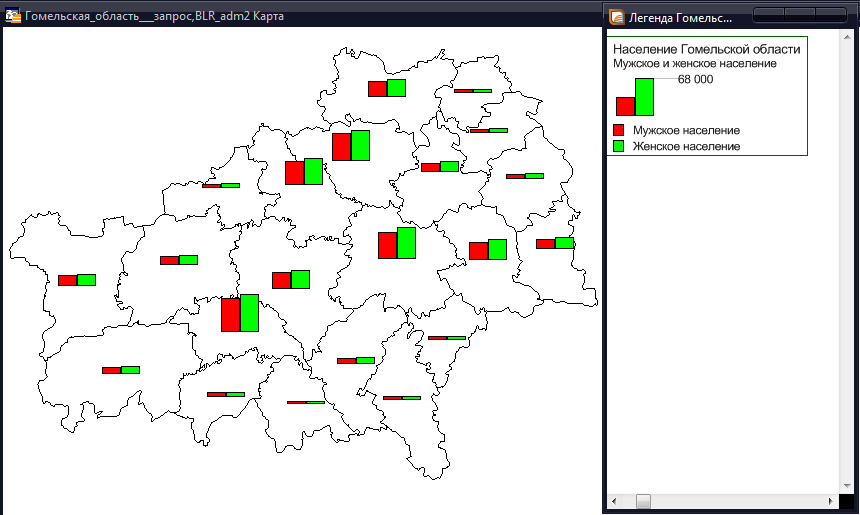 Гомельская_область___запрос,BLR_adm2 Карта
Легенда Гомельс...
Население Гомельской области
Мужское и женское население
68 000
Мужское население
Женское население